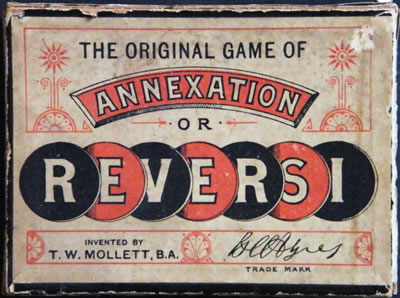 THE ORIGINAL GAME OF
ANNEXATION
OR
REVERSI
INVENTED BY
T. W. MOLLETT, B.A.
TRADE MARK